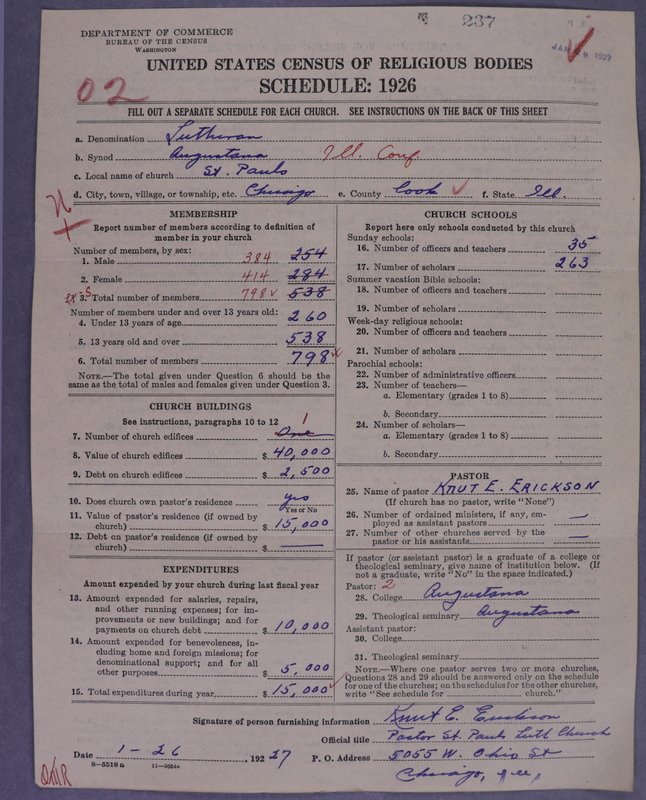 237
DEPARTMENT OF COMMERCE
BUREAU OF THE CENSUS
WASHINGTON
JAN 1927
UNITED STATES CENSUS OF RELIGIOUS BODIES
02
SCHEDULE: 1926
FILL OUT A SEPARATE SCHEDULE FOR EACH CHURCH. SEE INSTRUCTIONS ON THE BACK OF THIS SHEET
a. Denomination Lutheran
b. Synod Augustana Ill. Conf.
c. Local name of church St. Pauls
d. City, town, village, or township, etc. Chicago e. County Cook f. State Ill.
MEMBERSHIP
Report number of members according to definition of
member in your church
Number of members, by sex:
1. Male 384 254
2. Female 414 284
3. Total number of members 798 538
Number of members under and over 13 years old:
4. Under 13 years of age 260
5. 13 years old and over 538
6. Total number of members 798
NOTE.—The total given under Question 6 should be
same as the total of males and females given under Question 3.
CHURCH BUILDINGS
See instructions, paragraphs 10 to 12
7. Number of church edifices One 1
8. Value of church edifices $ 40,000
9. Debt on church edifices $ 2,500
10. Does church own pastor's residence yes
Yes or No
11. Value of pastor's residence (if owned by
church) $ 15,000
12. Debt on pastor's residence (if owned by
church) $ —
EXPENDITURES
Amount expended by your church during last fiscal year
13. Amount expended for salaries, repairs,
and other running expenses; for im-
provements or new buildings; and for
payments on church debt $ 10,000
14. Amount expended for benevolences, in-
cluding home and foreign missions; for
denominational support; and for all
other purposes $ 5,000
15. Total expenditures during year $ 15,000
CHURCH SCHOOLS
Report here only schools conducted by this church
Sunday schools:
16. Number of officers and teachers 35
17. Number of scholars 263
Summer vacation Bible schools:
18. Number of officers and teachers
19. Number of scholars
Week-day religious schools:
20. Number of officers and teachers
21. Number of scholars
Parochial schools:
22. Number of administrative officers
23. Number of teachers—
a. Elementary (grades 1 to 8)
b. Secondary
24. Number of scholars—
a. Elementary (grades 1 to 8)
b. Secondary
PASTOR
25. Name of pastor KNUT E. ERICKSON
(If church has no pastor, write "None")
26. Number of ordained ministers, if any, em-
ployed as assistant pastors —
27. Number of other churches served by the
pastor or his assistants —
If pastor (or assistant pastor) is a graduate of a college or
theological seminary, give name of institution below. (If
not a graduate, write "No" in the space indicated.)
Pastor: 2
28. College Augustana
29. Theological seminary Augustana
Assistant pastor:
30. College
31. Theological seminary
NOTE.—Where one pastor serves two or more churches,
Questions 28 and 29 should be answered only on the schedule
for one of the churches; on the schedules for the other churches,
write "See schedule for church."
Signature of person furnishing information Knut E. Erickson
Official title Pastor St. Pauls Luth Church
Date 1-26, 1927 P. O. Address 5055 W. Ohio St
Chicago, Ill,
8—5518a 11—9034a